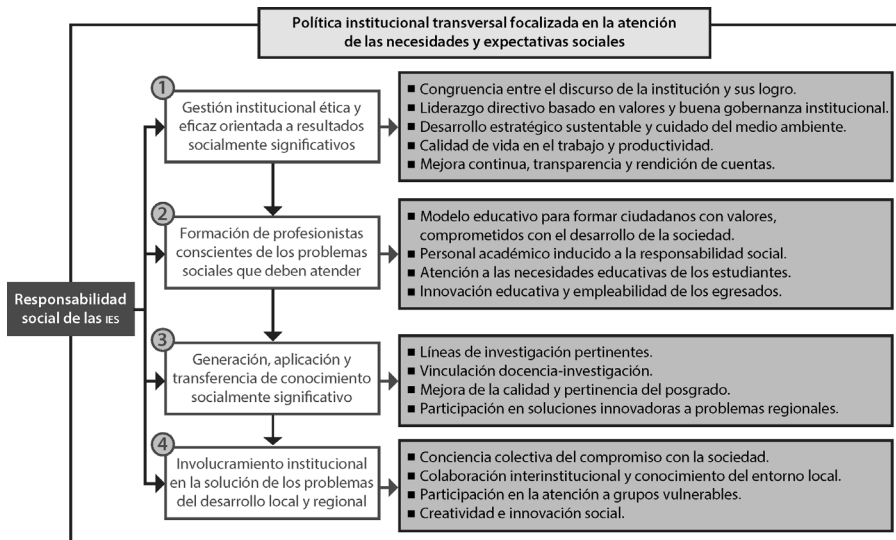 Política institucional transversal focalizada en la atención
de las necesidades y expectativas sociales
Responsabilidad
social de las IES
1
Gestión institucional ética y
eficaz orientada a resultados
socialmente significativos
■ Congruencia entre el discurso de la institución y sus logro.
■ Liderazgo directivo basado en valores y buena gobernanza institucional.
■ Desarrollo estratégico sustentable y cuidado del medio ambiente.
■ Calidad de vida en el trabajo y productividad.
■ Mejora continua, transparencia y rendición de cuentas.
2
Formación de profesionistas
conscientes de los problemas
sociales que deben atender
■ Modelo educativo para formar ciudadanos con valores,
comprometidos con el desarrollo de la sociedad.
■ Personal académico inducido a la responsabilidad social.
■ Atención a las necesidades educativas de los estudiantes.
■ Innovación educativa y empleabilidad de los egresados.
3
Generación, aplicación y
transferencia de conocimiento
socialmente significativo
■ Líneas de investigación pertinentes.
■ Vinculación docencia-investigación.
■ Mejora de la calidad y pertinencia del posgrado.
■ Participación en soluciones innovadoras a problemas regionales.
4
Involucramiento institucional
en la solución de los problemas
del desarrollo local y regional
■ Conciencia colectiva del compromiso con la sociedad.
■ Colaboración interinstitucional y conocimiento del entorno local.
■ Participación en la atención a grupos vulnerables.
■ Creatividad e innovación social.